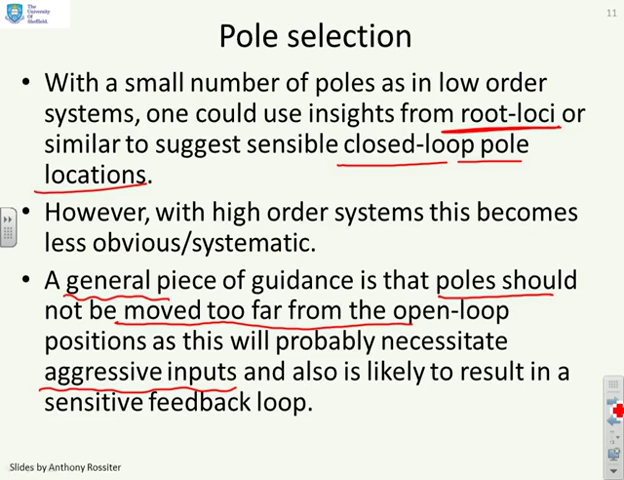 The
University
Of
Sheffield.
11
Pole selection
• With a small number of poles as in low order
systems, one could use insights from root-loci or
similar to suggest sensible closed-loop pole
locations.
• However, with high order systems this becomes
less obvious/systematic.
• A general piece of guidance is that poles should
not be moved too far from the open-loop
positions as this will probably necessitate
aggressive inputs and also is likely to result in a
sensitive feedback loop.
Slides by Anthony Rossiter